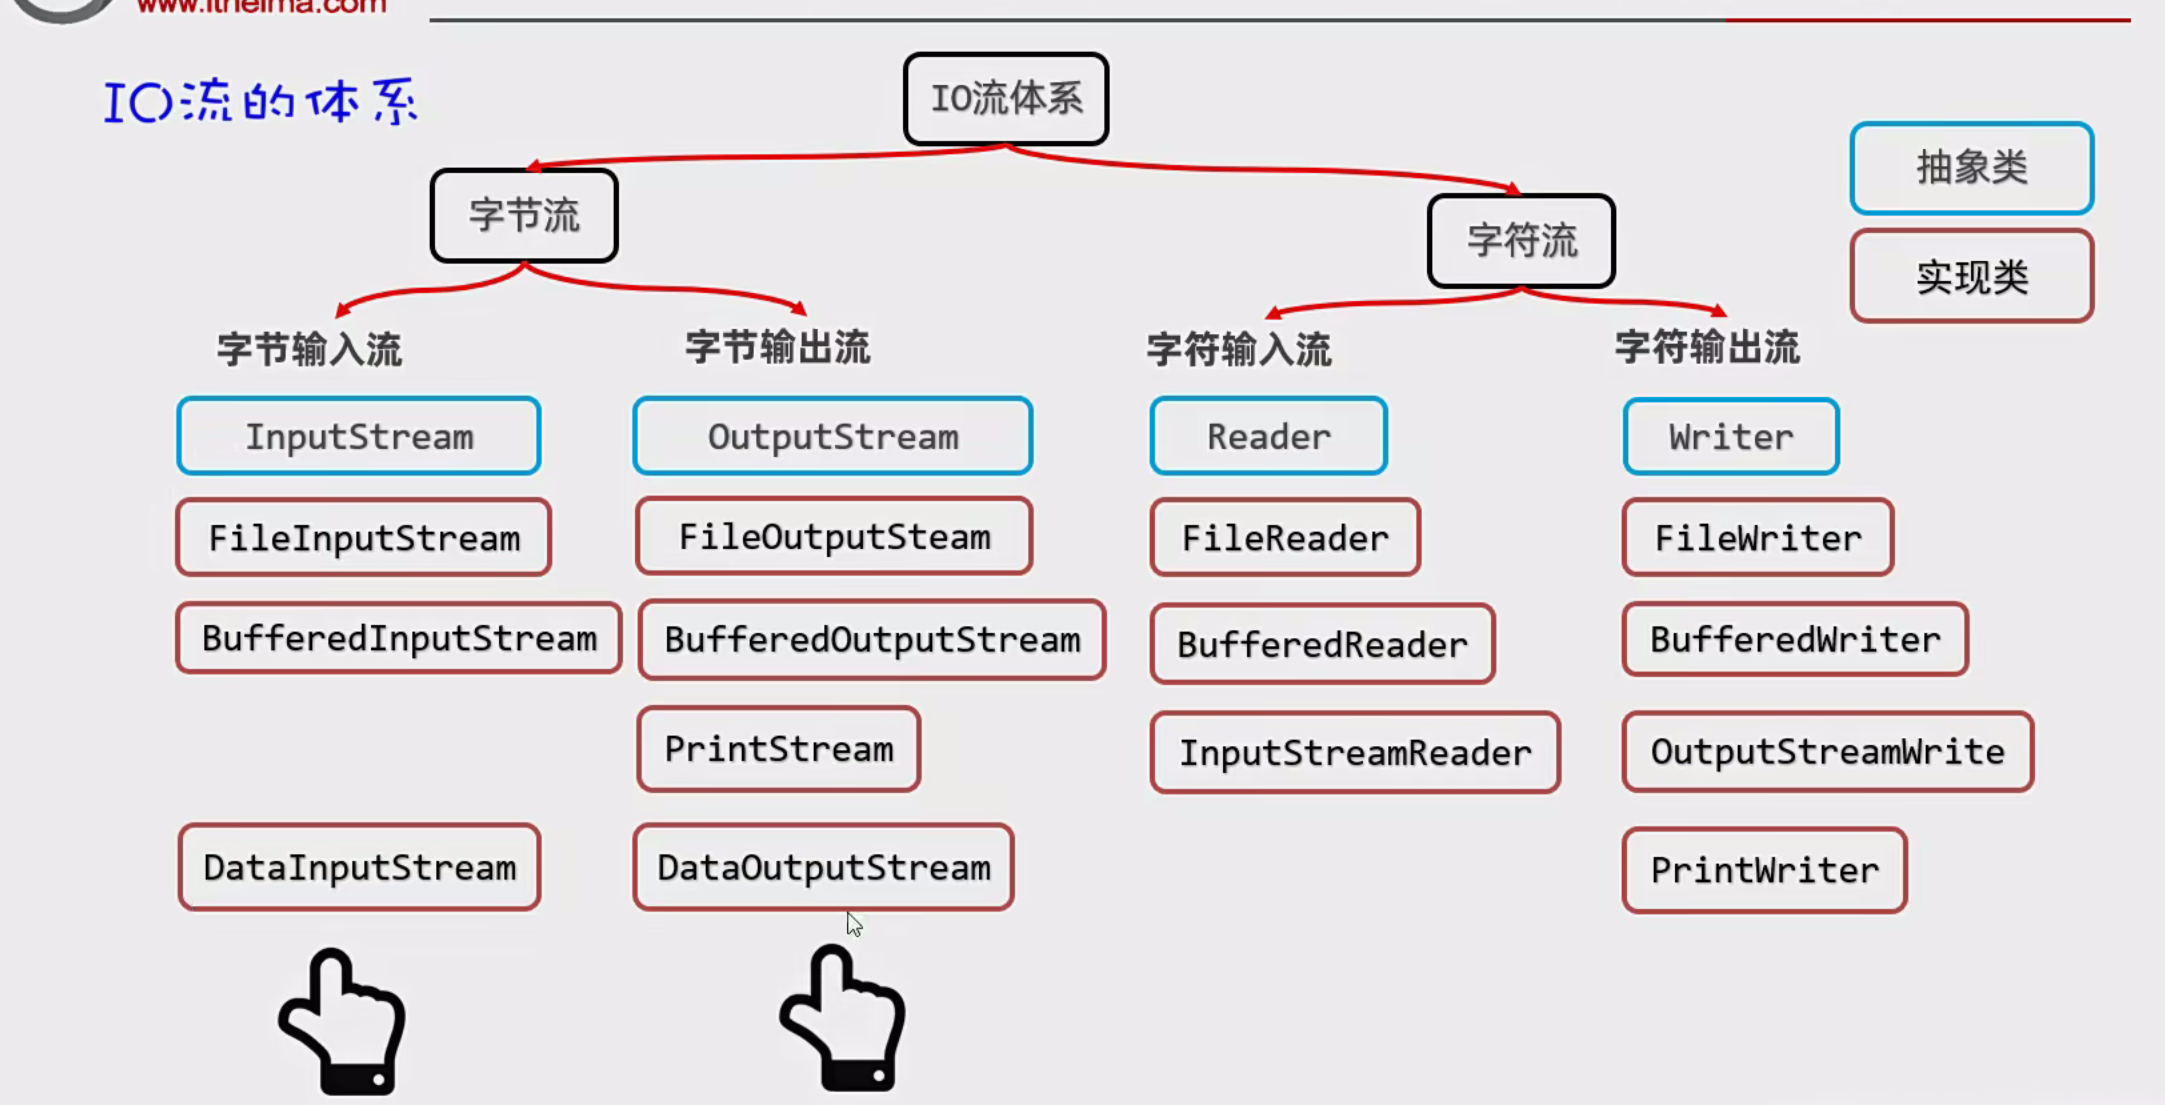 www.itheima.com
IO流的体系
IO流体系
抽象类
实现类
字节流
字符流
字节输入流
字节输出流
字符输入流
字符输出流
InputStream
OutputStream
Reader
Writer
FileInputStream
FileOutputSteam
FileReader
FileWriter
BufferedInputStream
BufferedOutputStream
BufferedReader
BufferedWriter
PrintStream
InputStreamReader
OutputStreamWrite
DataInputStream
DataOutputStream
PrintWriter